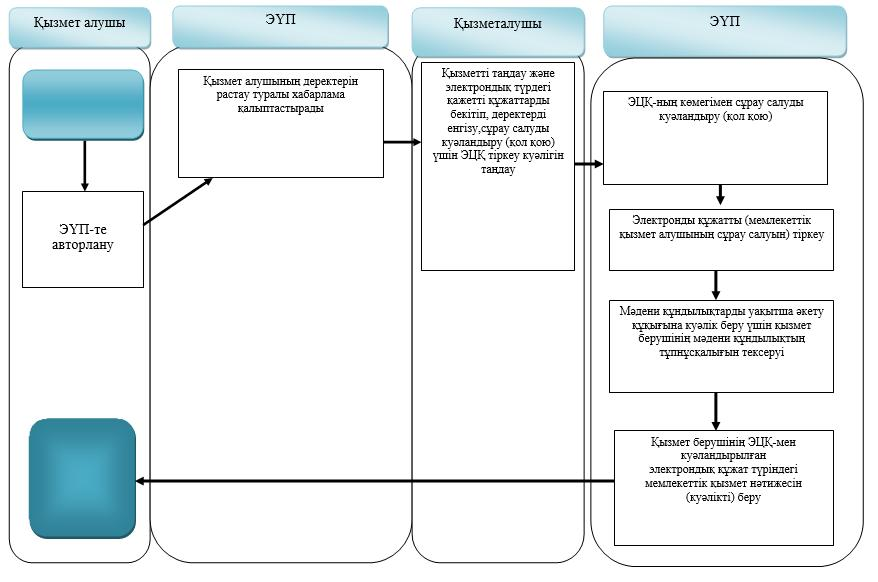 Қызмет алушы
ЭҮП
Қызметалушы
ЭҮП
ЭҮП-те
авторлану
Қызмет алушының деректерін
растау туралы хабарлама
қалыптастырады
Қызметті таңдау және
электрондық түрдегі
қажетті құжаттарды
бекітіп, деректерді
енгізу,сұрау салуды
куәландыру (қол қою)
үшін ЭЦҚ тіркеу куәлігін
таңдау
ЭЦҚ-ның көмегімен сұрау салуды
куәландыру (қол қою)
Электронды құжатты (мемлекеттік
қызмет алушының сұрау салуын) тіркеу
Мәдени құндылықтарды уақытша әкету
құқығына куәлік беру үшін қызмет
берушінің мәдени құндылықтың
тұпнұсқалығын тексеруі
Қызмет берушінің ЭЦҚ-мен
куәландырылған
электрондық құжат түріндегі
мемлекеттік қызмет нәтижесін
(куәлікті) беру